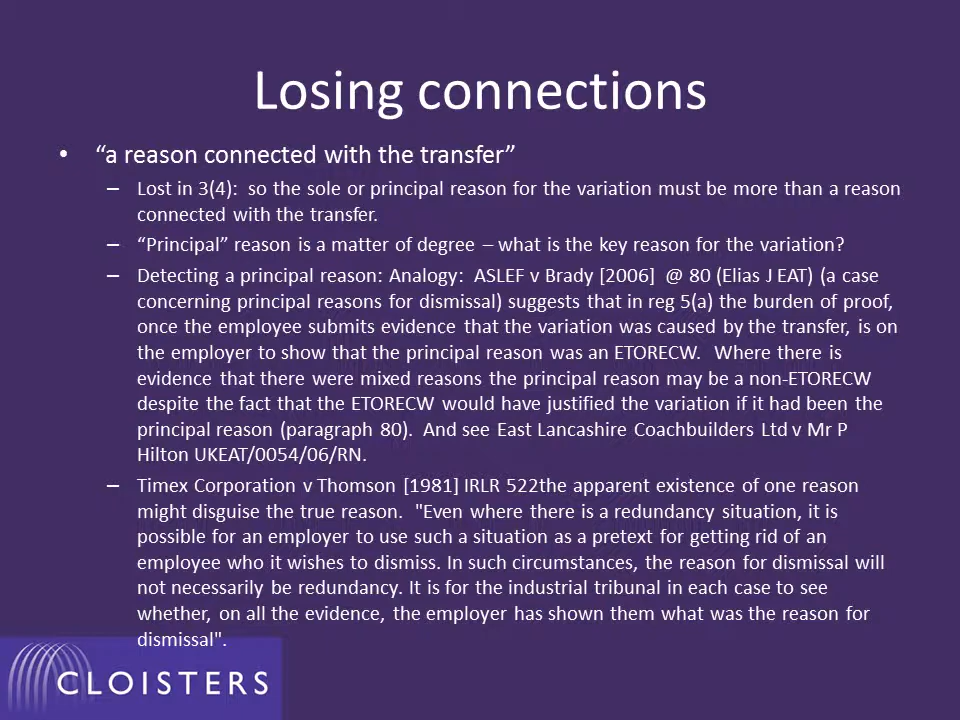 Losing connections
• “a reason connected with the transfer”
– Lost in 3(4): so the sole or principal reason for the variation must be more than a reason
connected with the transfer.
– “Principal” reason is a matter of degree – what is the key reason for the variation?
– Detecting a principal reason: Analogy: ASLEF v Brady [2006] @ 80 (Elias J EAT) (a case
concerning principal reasons for dismissal) suggests that in reg 5(a) the burden of proof,
once the employee submits evidence that the variation was caused by the transfer, is on
the employer to show that the principal reason was an ETORECW. Where there is
evidence that there were mixed reasons the principal reason may be a non-ETORECW
despite the fact that the ETORECW would have justified the variation if it had been the
principal reason (paragraph 80). And see East Lancashire Coachbuilders Ltd v Mr P
Hilton UKEAT/0054/06/RN.
– Timex Corporation v Thomson [1981] IRLR 522the apparent existence of one reason
might disguise the true reason. "Even where there is a redundancy situation, it is
possible for an employer to use such a situation as a pretext for getting rid of an
employee who it wishes to dismiss. In such circumstances, the reason for dismissal will
not necessarily be redundancy. It is for the industrial tribunal in each case to see
whether, on all the evidence, the employer has shown them what was the reason for
dismissal".
CLOISTERS